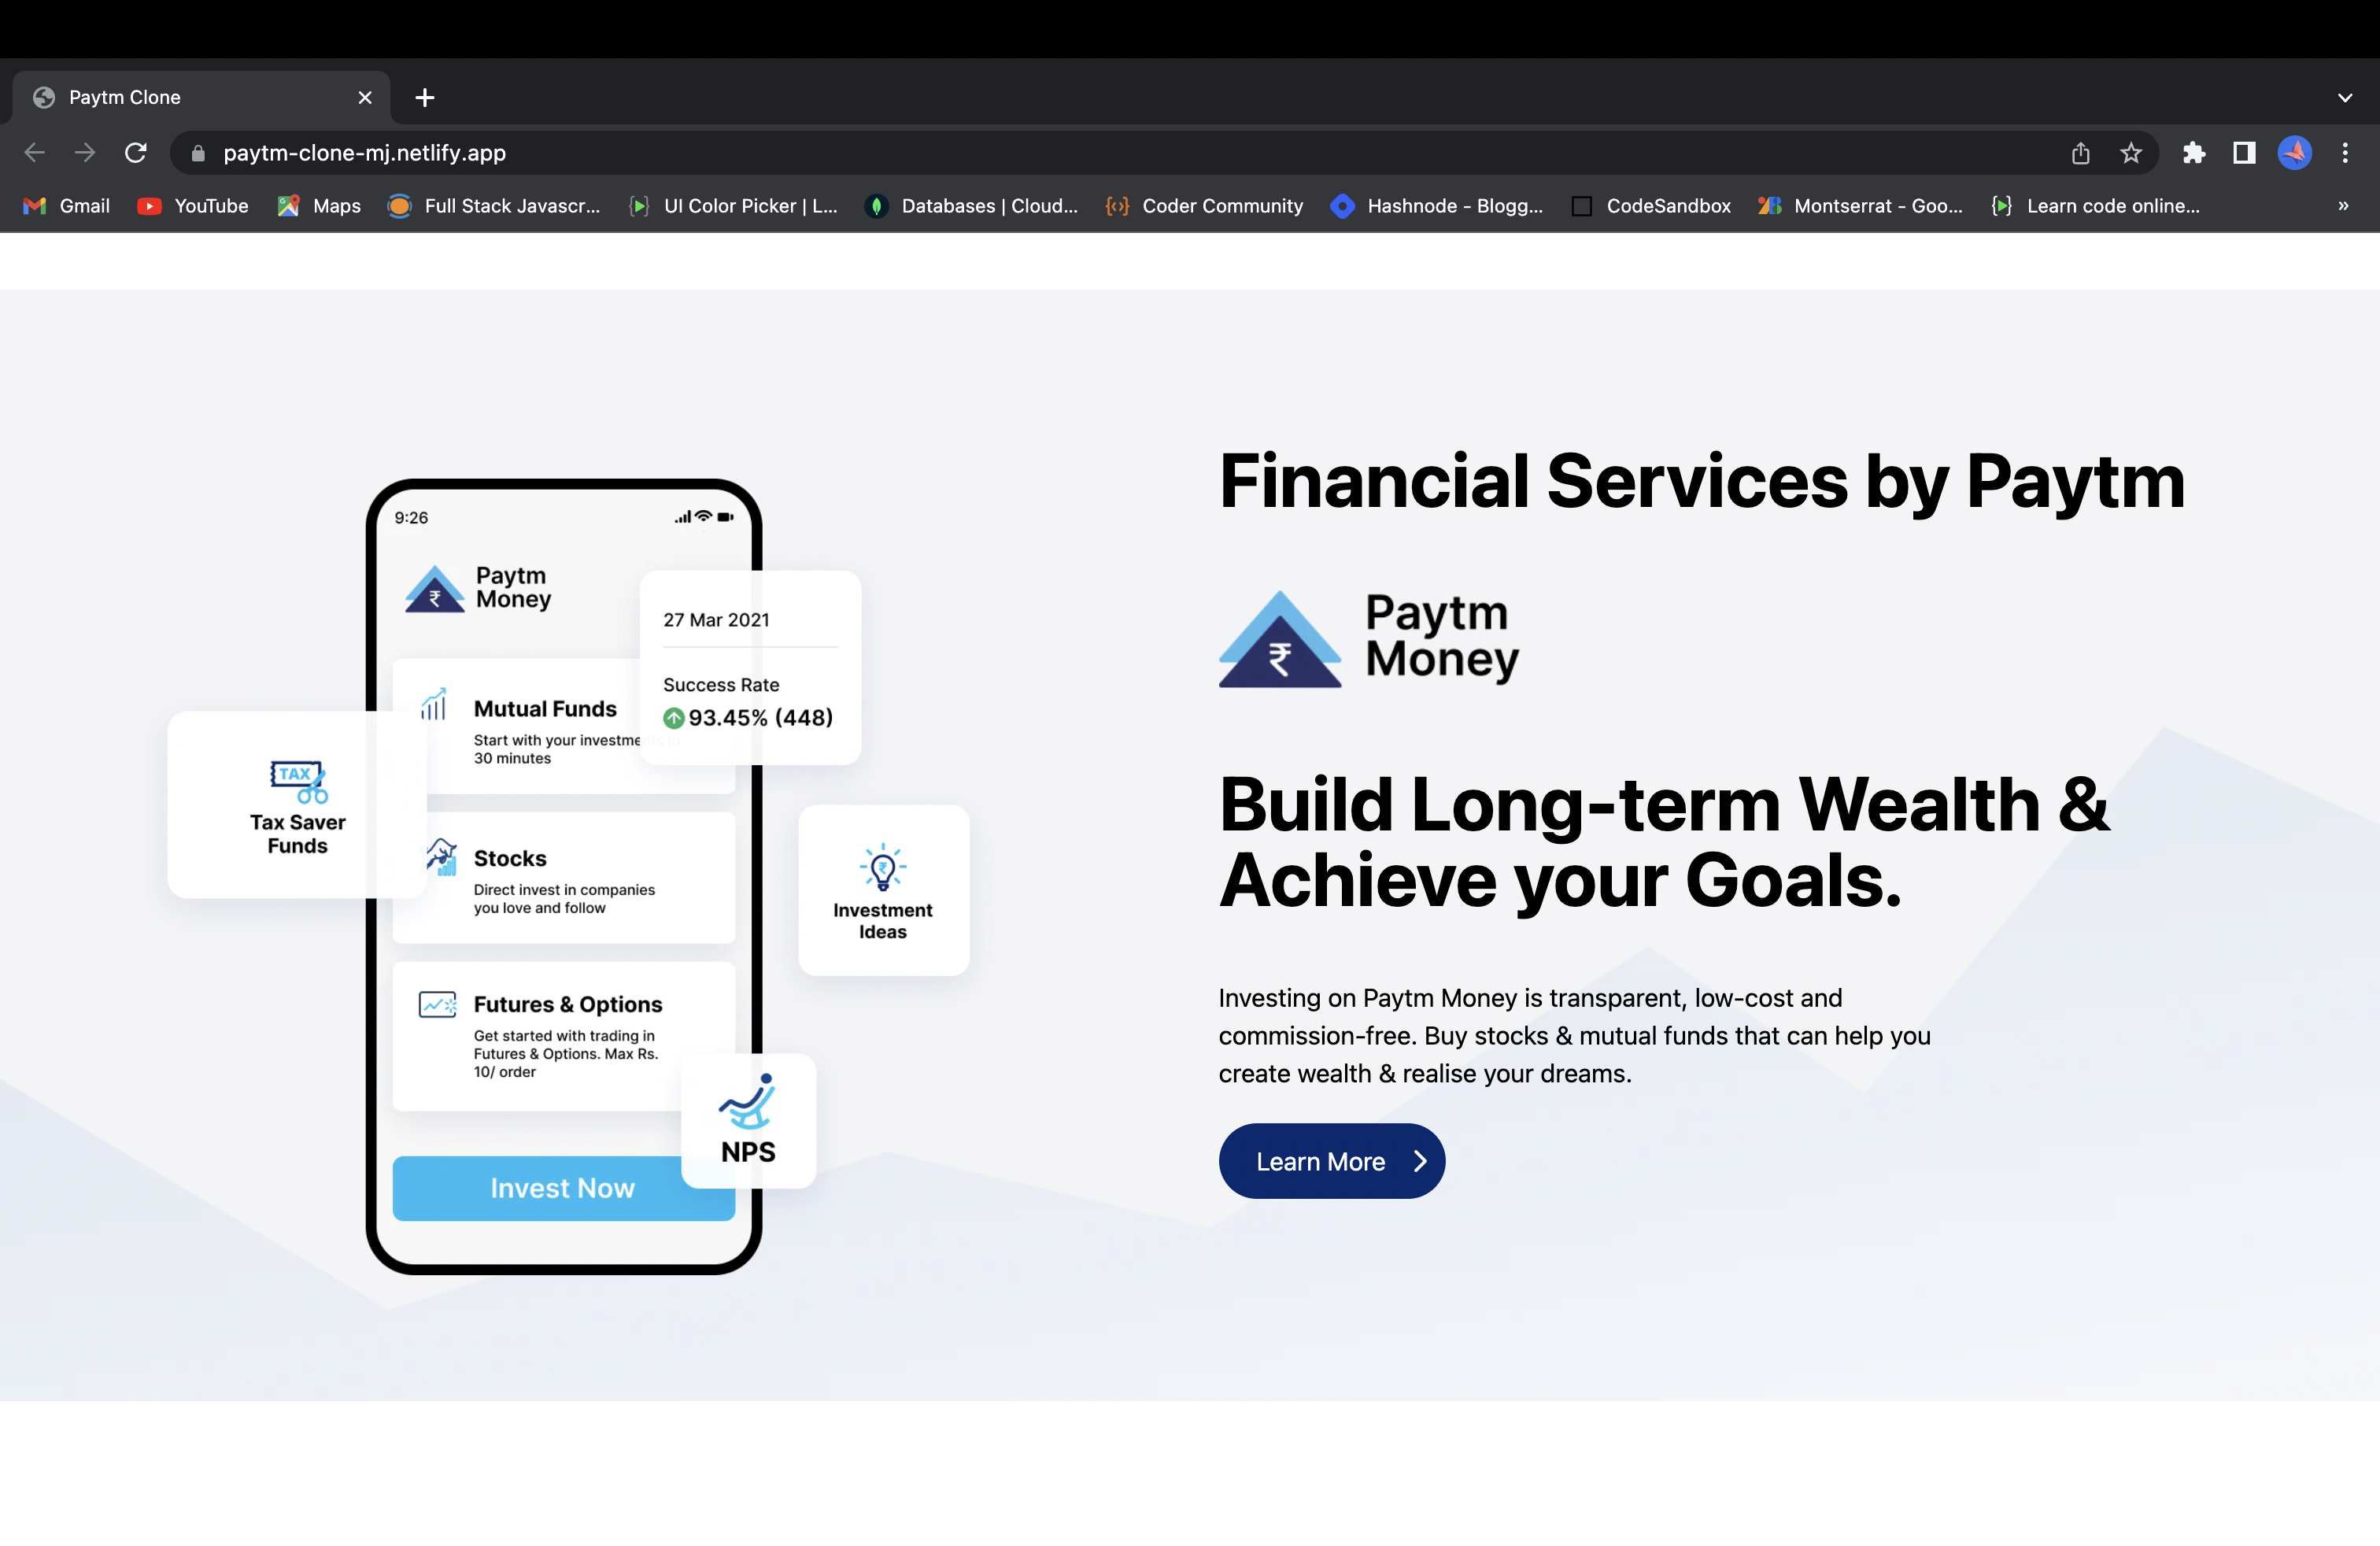 Paytm Clone
paytm-clone-mj.netlify.app
Gmail
YouTube
Maps
Full Stack Javascr...
UI Color Picker | L...
Databases | Cloud...
Coder Community
Hashnode - Blogg...
CodeSandbox
Montserrat - Goo...
Learn code online...
9:26
Paytm
Money
27 Mar 2021
Success Rate
93.45% (448)
Mutual Funds
Start with your investments in
30 minutes
TAX
Tax Saver
Funds
Stocks
Direct invest in companies
you love and follow
Investment
Ideas
Futures & Options
Get started with trading in
Futures & Options. Max Rs.
10/ order
NPS
Invest Now
Financial Services by Paytm
₹
Paytm
Money
Build Long-term Wealth &
Achieve your Goals.
Investing on Paytm Money is transparent, low-cost and
commission-free. Buy stocks & mutual funds that can help you
create wealth & realise your dreams.
Learn More